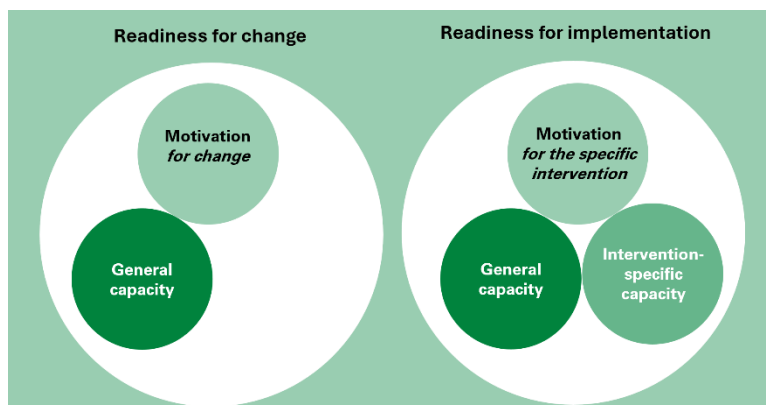 Readiness for change
Motivation
for change
General
capacity
Readiness for implementation
Motivation
for the specific
intervention
General
capacity
Intervention-
specific
capacity